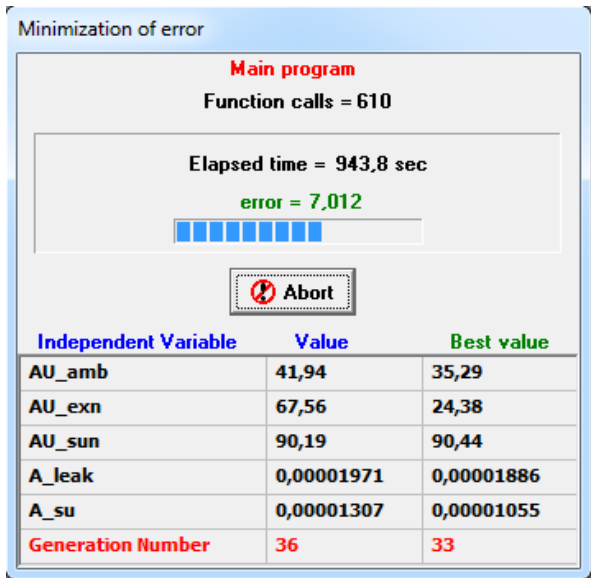 Minimization of error
Main program
Function calls = 610
Elapsed time = 943,8 sec
error = 7,012
Abort
Independent Variable Value Best value
AU_amb 41,94 35,29
AU_exn 67,56 24,38
AU_sun 90,19 90,44
A_leak 0,00001971 0,00001886
A_su 0,00001307 0,00001055
Generation Number 36 33